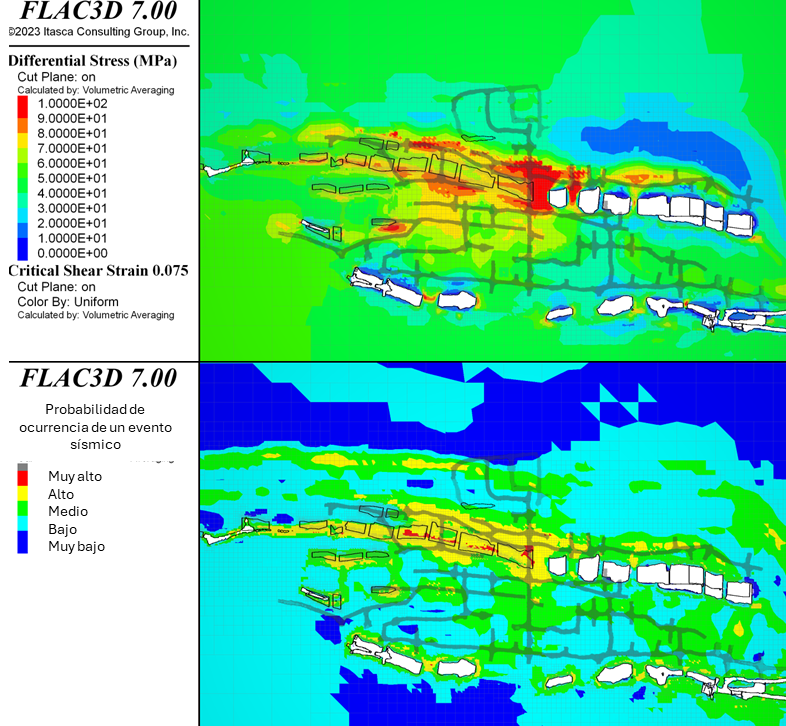 FLAC3D 7.00
©2023 Itasca Consulting Group, Inc.
Differential Stress (MPa)
Cut Plane: on
Calculated by: Volumetric Averaging
1.0000E+02
9.0000E+01
8.0000E+01
7.0000E+01
6.0000E+01
5.0000E+01
4.0000E+01
3.0000E+01
2.0000E+01
1.0000E+01
0.0000E+00
Critical Shear Strain 0.075
Cut Plane: on
Color By: Uniform
Calculated by: Volumetric Averaging
FLAC3D 7.00
Probabilidad de
ocurrencia de un evento
sísmico
Muy alto
Alto
Medio
Bajo
Muy bajo